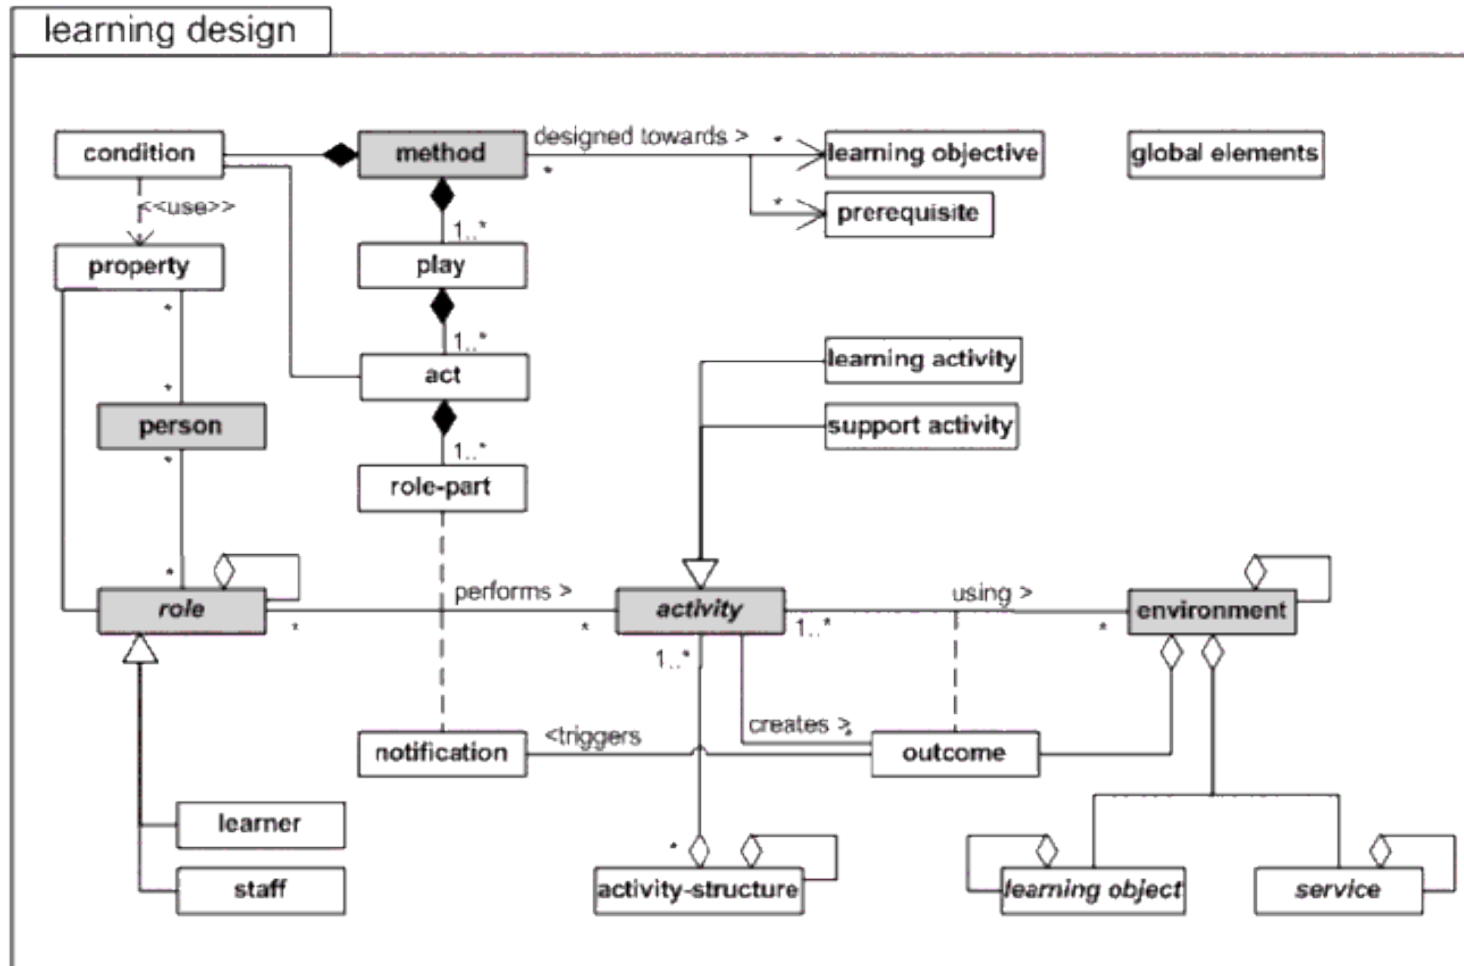 learning design
condition
method
designed towards >
*
*
learning objective
global elements
<<use>>
*
prerequisite
1..*
property
play
*
1..*
learning activity
*
act
person
support activity
*
1..*
role-part
*
role
performs >
activity
using >
environment
*
*
1..*
*
1..*
creates >
*
notification
<triggers
outcome
learner
*
staff
activity-structure
learning object
service